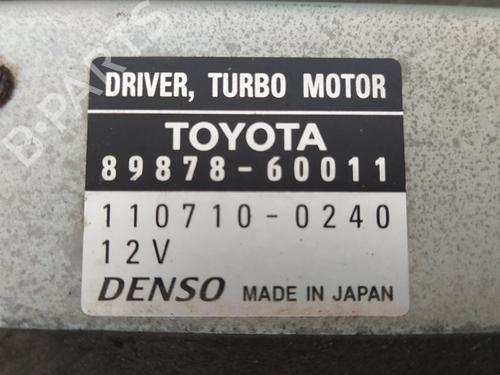 DRIVER, TURBO MOTOR
TOYOTA
89878-60011
110710-0240
12V
DENSO MADE IN JAPAN
B-PARTS